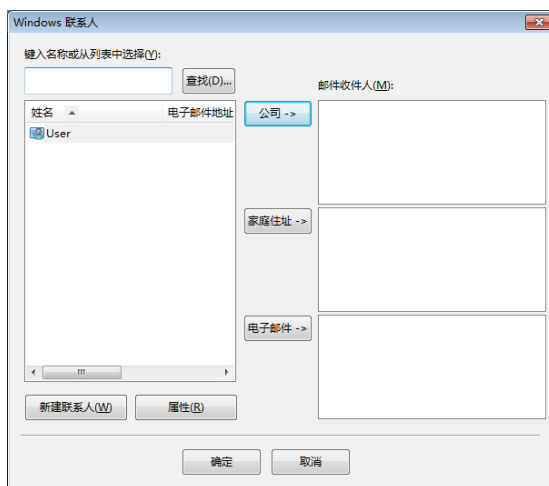 Windows 联系人
键入名称或从列表中选择(Y):
查找(D)...
邮件收件人(M):
姓名
电子邮件地址
User
公司 ->
家庭住址 ->
电子邮件 ->
新建联系人(W)
属性(R)
确定
取消